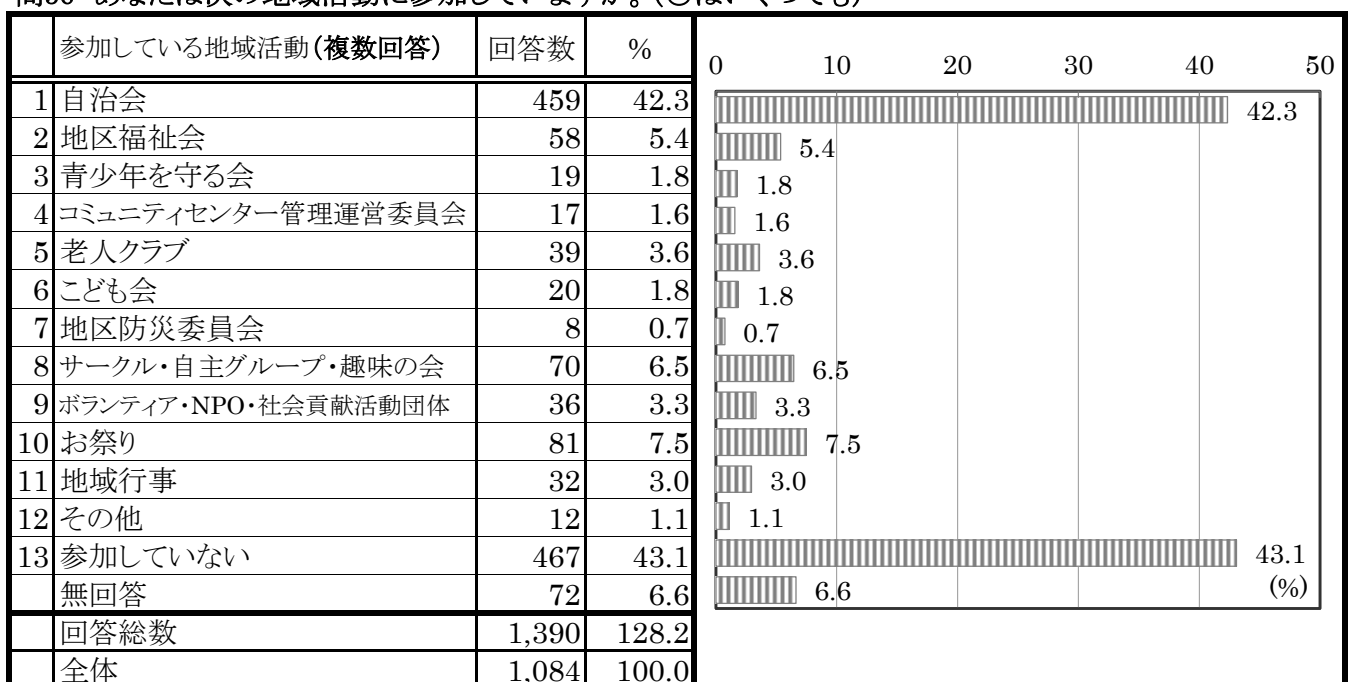 参加している地域活動(複数回答) 回答数 %
0 10 20 30 40 50
1 自治会 459 42.3 42.3
2 地区福祉会 58 5.4 5.4
3 青少年を守る会 19 1.8 1.8
4 コミュニティセンター管理運営委員会 17 1.6 1.6
5 老人クラブ 39 3.6 3.6
6 こども会 20 1.8 1.8
7 地区防災委員会 8 0.7 0.7
8 サークル・自主グループ・趣味の会 70 6.5 6.5
9 ボランティア・NPO・社会貢献活動団体 36 3.3 3.3
10 お祭り 81 7.5 7.5
11 地域行事 32 3.0 3.0
12 その他 12 1.1 1.1
13 参加していない 467 43.1 43.1
無回答 72 6.6 6.6 (%)
回答総数 1,390 128.2
全体 1,084 100.0